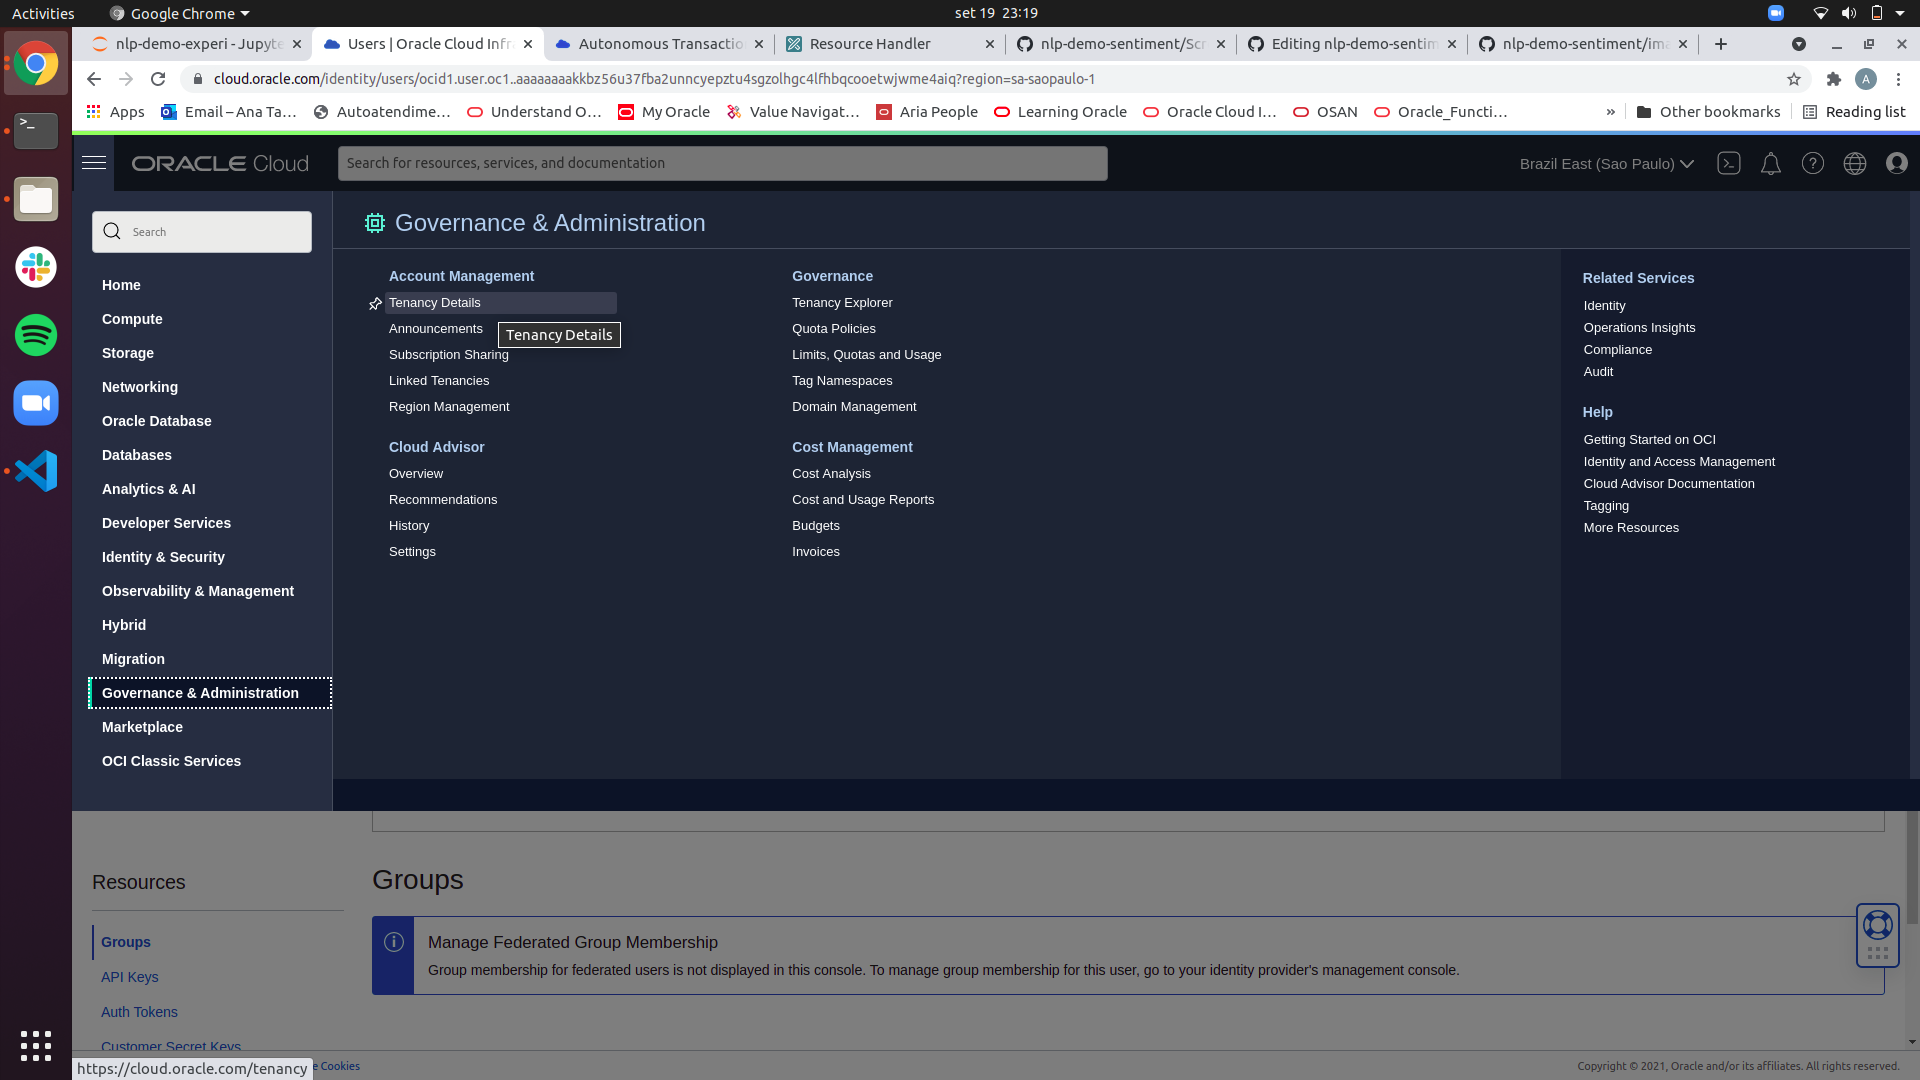 Activities
Google Chrome
set 19 23:19
nlp-demo-experi - Jupyte
Users | Oracle Cloud Infr
Autonomous Transactio
Resource Handler
nlp-demo-sentiment/Scr
Editing nlp-demo-sentim
nlp-demo-sentiment/ima
cloud.oracle.com/identity/users/ocid1.user.oc1..aaaaaaaakkbz56u37fba2unncyepztu4sgzolhgc4lfhbqcooetwjwme4aiq?region=sa-saopaulo-1
A
Apps
Email – Ana Ta...
Autoatendime...
Understand O...
My Oracle
Value Navigat...
Aria People
Learning Oracle
Oracle Cloud I...
OSAN
Oracle_Functi...
»
Other bookmarks
Reading list
ORACLE Cloud
Search for resources, services, and documentation
Brazil East (Sao Paulo)
Search
Home
Compute
Storage
Networking
Oracle Database
Databases
Analytics & AI
Developer Services
Identity & Security
Observability & Management
Hybrid
Migration
Governance & Administration
Marketplace
OCI Classic Services
Governance & Administration
Account Management
Tenancy Details
Announcements
Tenancy Details
Subscription Sharing
Linked Tenancies
Region Management
Cloud Advisor
Overview
Recommendations
History
Settings
Governance
Tenancy Explorer
Quota Policies
Limits, Quotas and Usage
Tag Namespaces
Domain Management
Cost Management
Cost Analysis
Cost and Usage Reports
Budgets
Invoices
Related Services
Identity
Operations Insights
Compliance
Audit
Help
Getting Started on OCI
Identity and Access Management
Cloud Advisor Documentation
Tagging
More Resources
Resources
Groups
API Keys
Auth Tokens
Customer Secret Keys
Groups
Manage Federated Group Membership
Group membership for federated users is not displayed in this console. To manage group membership for this user, go to your identity provider's management console.
https://cloud.oracle.com/tenancy
e Cookies
Copyright © 2021, Oracle and/or its affiliates. All rights reserved.